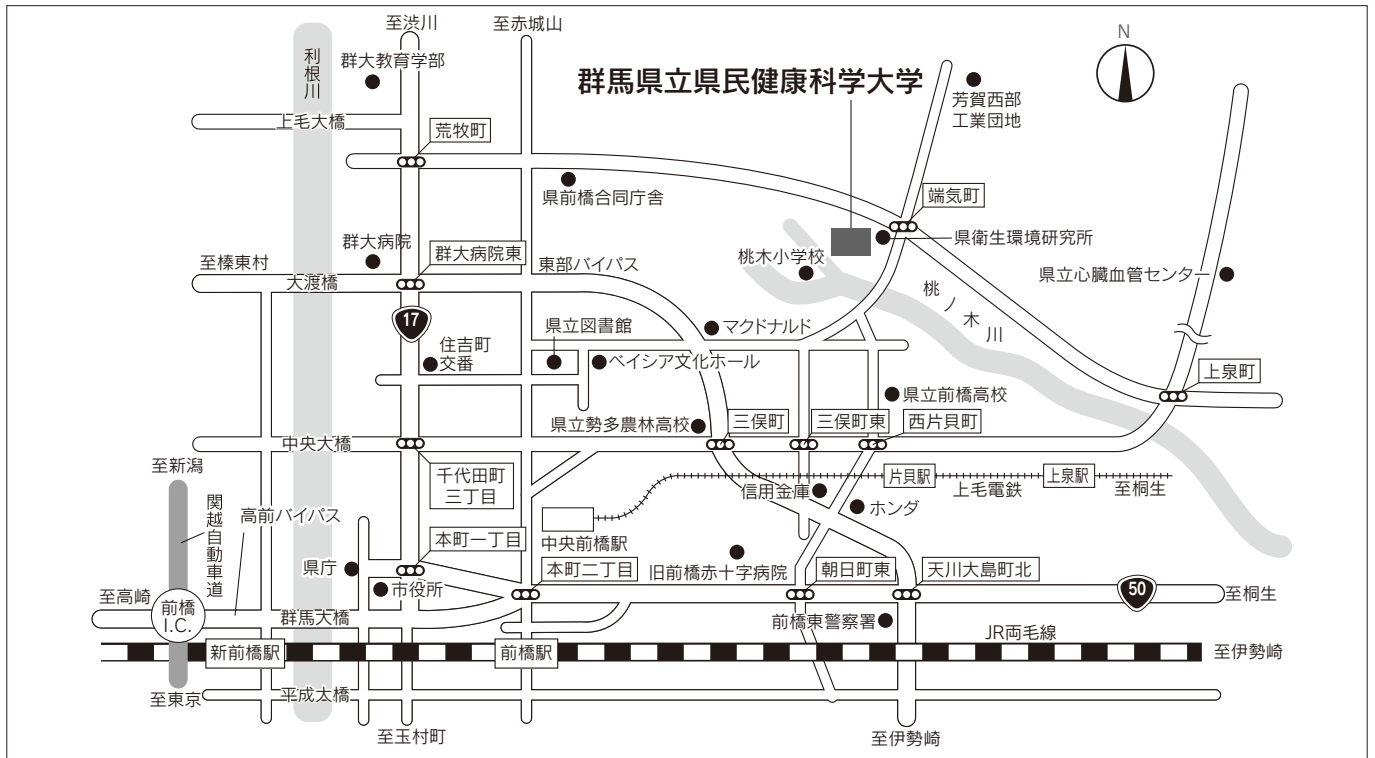 至渋川
至赤城山
N
利根川
群大教育学部
群馬県立県民健康科学大学
芳賀西部
工業団地
上毛大橋
荒牧町
県前橋合同庁舎
端気町
群大病院
群大病院東
県衛生環境研究所
至榛東村
大渡橋
東部バイパス
桃木小学校
県立心臓血管センター
桃ノ木川
17
県立図書館
マクドナルド
住吉町
交番
ベイシア文化ホール
上泉町
県立前橋高校
県立勢多農林高校
三俣町
三俣町東
西片貝町
中央大橋
至新潟
千代田町
三丁目
信用金庫
片貝駅
上毛電鉄
上泉駅
至桐生
関越自動車道
高前バイパス
ホンダ
中央前橋駅
本町一丁目
県庁
本町二丁目
旧前橋赤十字病院
朝日町東
天川大島町北
市役所
50
至高崎
前橋
I.C.
群馬大橋
至桐生
前橋東警察署
JR両毛線
新前橋駅
前橋駅
至伊勢崎
至東京
平成大橋
至玉村町
至伊勢崎